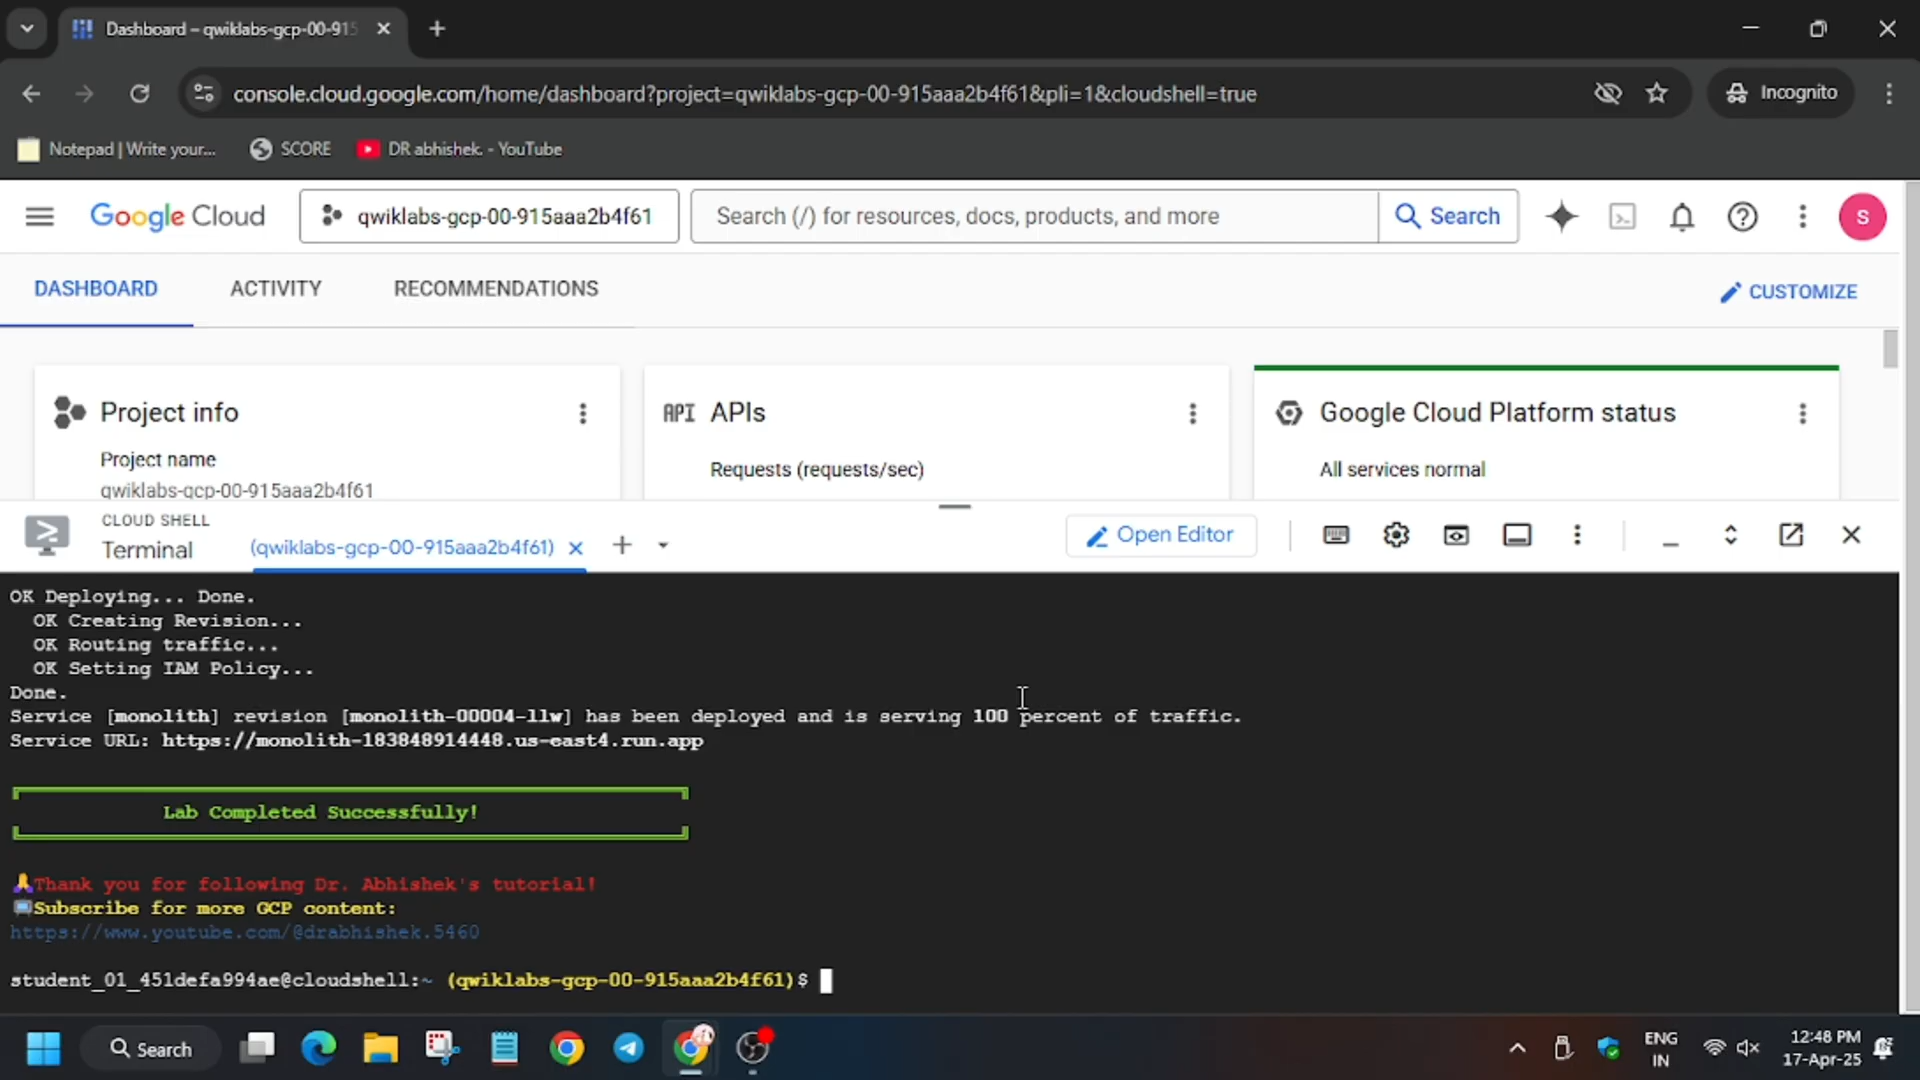 Dashboard – qwiklabs-gcp-00-915
console.cloud.google.com/home/dashboard?project=qwiklabs-gcp-00-915aaa2b4f61&pli=1&cloudshell=true
Incognito
Notepad | Write your...
SCORE
DR abhishek. - YouTube
Google Cloud
qwiklabs-gcp-00-915aaa2b4f61
Search (/) for resources, docs, products, and more
Search
S
DASHBOARD
ACTIVITY
RECOMMENDATIONS
CUSTOMIZE
Project info
Project name
qwiklabs-gcp-00-915aaa2b4f61
API APIs
Requests (requests/sec)
Google Cloud Platform status
All services normal
CLOUD SHELL
Terminal
(qwiklabs-gcp-00-915aaa2b4f61)
Open Editor
OK Deploying... Done.
OK Creating Revision...
OK Routing traffic...
OK Setting IAM Policy...
Done.
Service [monolith] revision [monolith-00004-llw] has been deployed and is serving 100 percent of traffic.
Service URL: https://monolith-183848914448.us-east4.run.app
Lab Completed Successfully!
Thank you for following Dr. Abhishek's tutorial!
Subscribe for more GCP content:
https://www.youtube.com/@drabhishek.5460
student_01_451defa994ae@cloudshell:~ (qwiklabs-gcp-00-915aaa2b4f61)$
Search
ENG
IN
12:48 PM
17-Apr-25